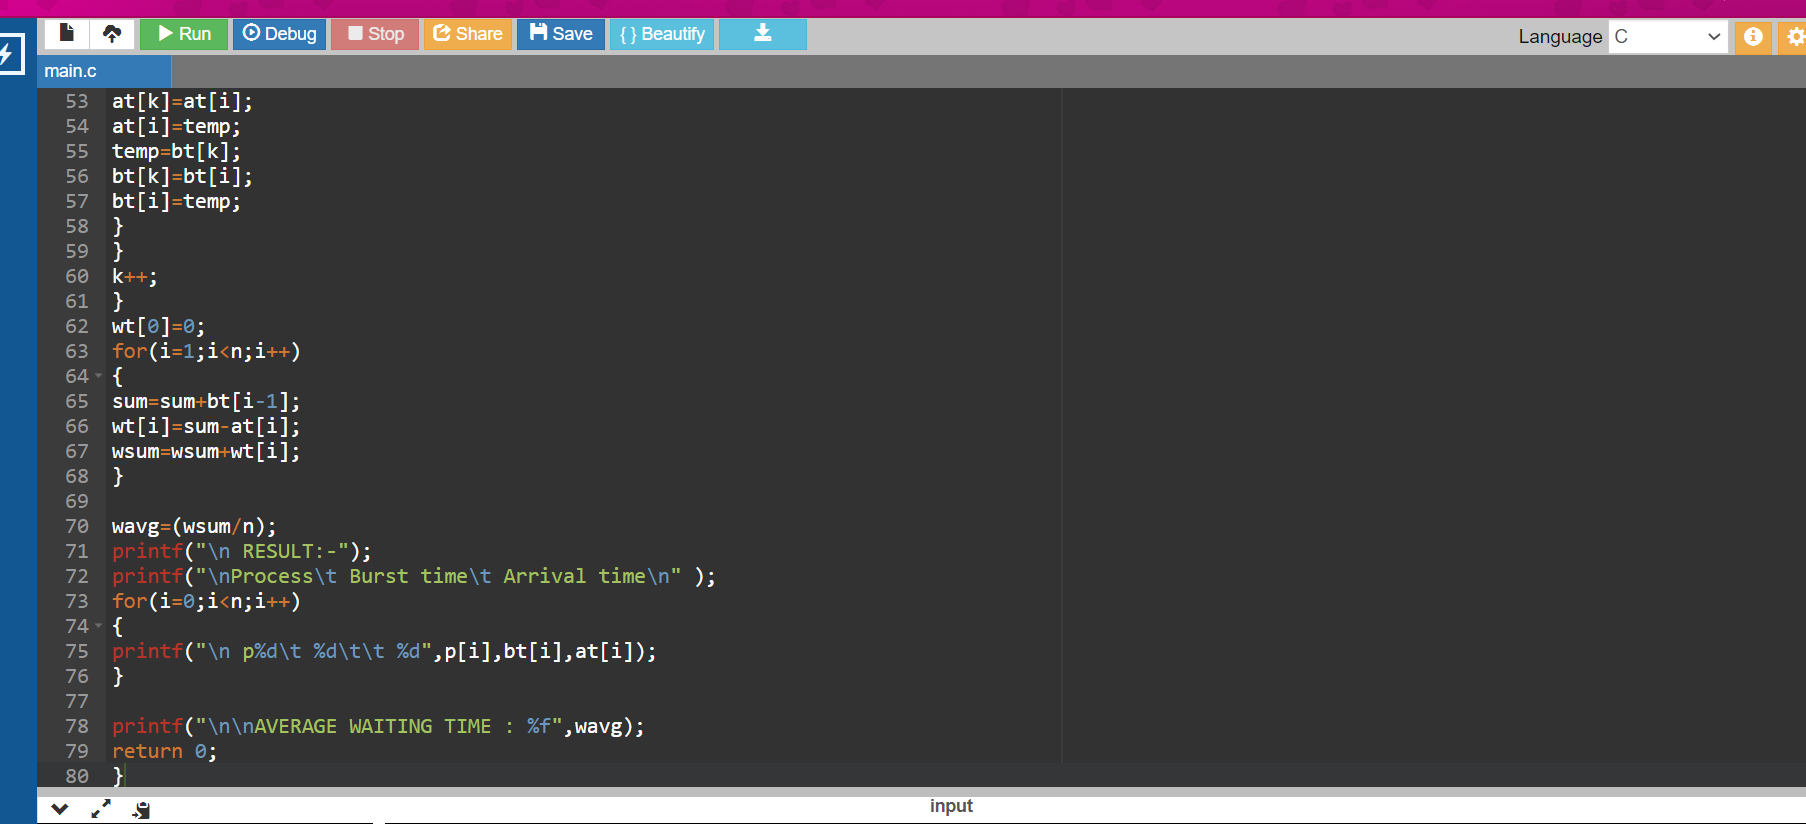 Run Debug Stop Share Save { } Beautify Language C
main.c
53 at[k]=at[i];
54 at[i]=temp;
55 temp=bt[k];
56 bt[k]=bt[i];
57 bt[i]=temp;
58 }
59 }
60 k++;
61 }
62 wt[0]=0;
63 for(i=1;i<n;i++)
64 {
65 sum=sum+bt[i-1];
66 wt[i]=sum-at[i];
67 wsum=wsum+wt[i];
68 }
69
70 wavg=(wsum/n);
71 printf("\n RESULT:-");
72 printf("\nProcess\t Burst time\t Arrival time\n" );
73 for(i=0;i<n;i++)
74 {
75 printf("\n p%d\t %d\t\t %d",p[i],bt[i],at[i]);
76 }
77
78 printf("\n\nAVERAGE WAITING TIME : %f",wavg);
79 return 0;
80 }
input